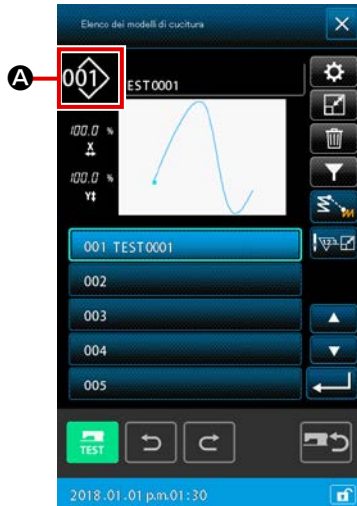 Elenco dei modelli di cucitura
A
001
EST0001
100.0 %
X
100.0 %
Y
001 TEST0001
002
003
004
005
TEST
2018.01.01 p.m.01:30